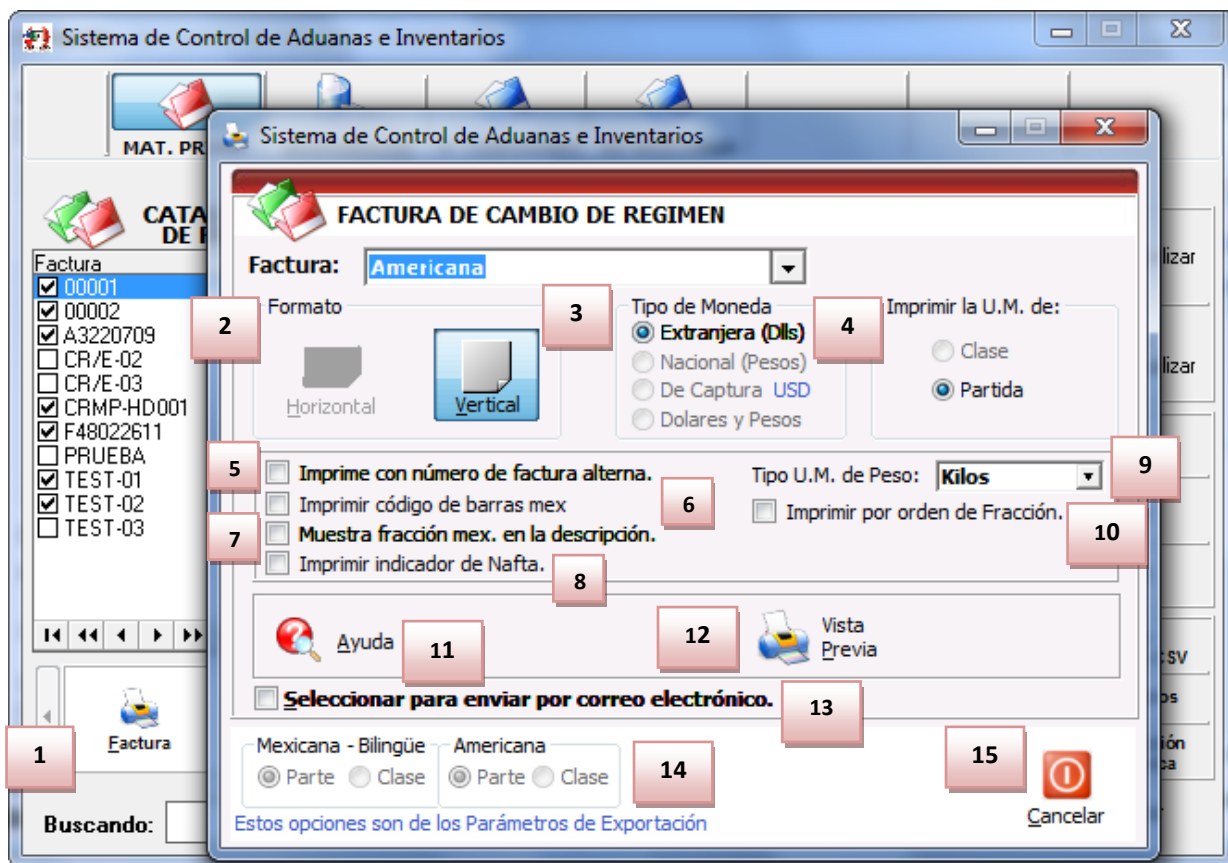 Sistema de Control de Aduanas e Inventarios
MAT. PR
Sistema de Control de Aduanas e Inventarios
CATA
DE F
FACTURA DE CAMBIO DE REGIMEN
Factura: Americana
lizar
Factura
00001
00002
A3220709
CR/E-02
CR/E-03
CRMP-HD001
F48022611
PRUEBA
TEST-01
TEST-02
TEST-03
2
Formato
Horizontal
Vertical
3
Tipo de Moneda
Extranjera (Dlls)
Nacional (Pesos)
De Captura USD
Dolares y Pesos
4
Imprimir la U.M. de:
Clase
Partida
lizar
5
Imprime con número de factura alterna.
Imprimir código de barras mex
6
7
Muestra fracción mex. en la descripción.
Imprimir indicador de Nafta.
8
Tipo U.M. de Peso: Kilos
9
Imprimir por orden de Fracción.
10
Ayuda
11
12
Vista
Previa
SV
os
ión
ca
Seleccionar para enviar por correo electrónico.
13
1
Factura
Mexicana - Bilingüe
Parte Clase
Americana
Parte Clase
14
15
Cancelar
Buscando:
Estos opciones son de los Parámetros de Exportación